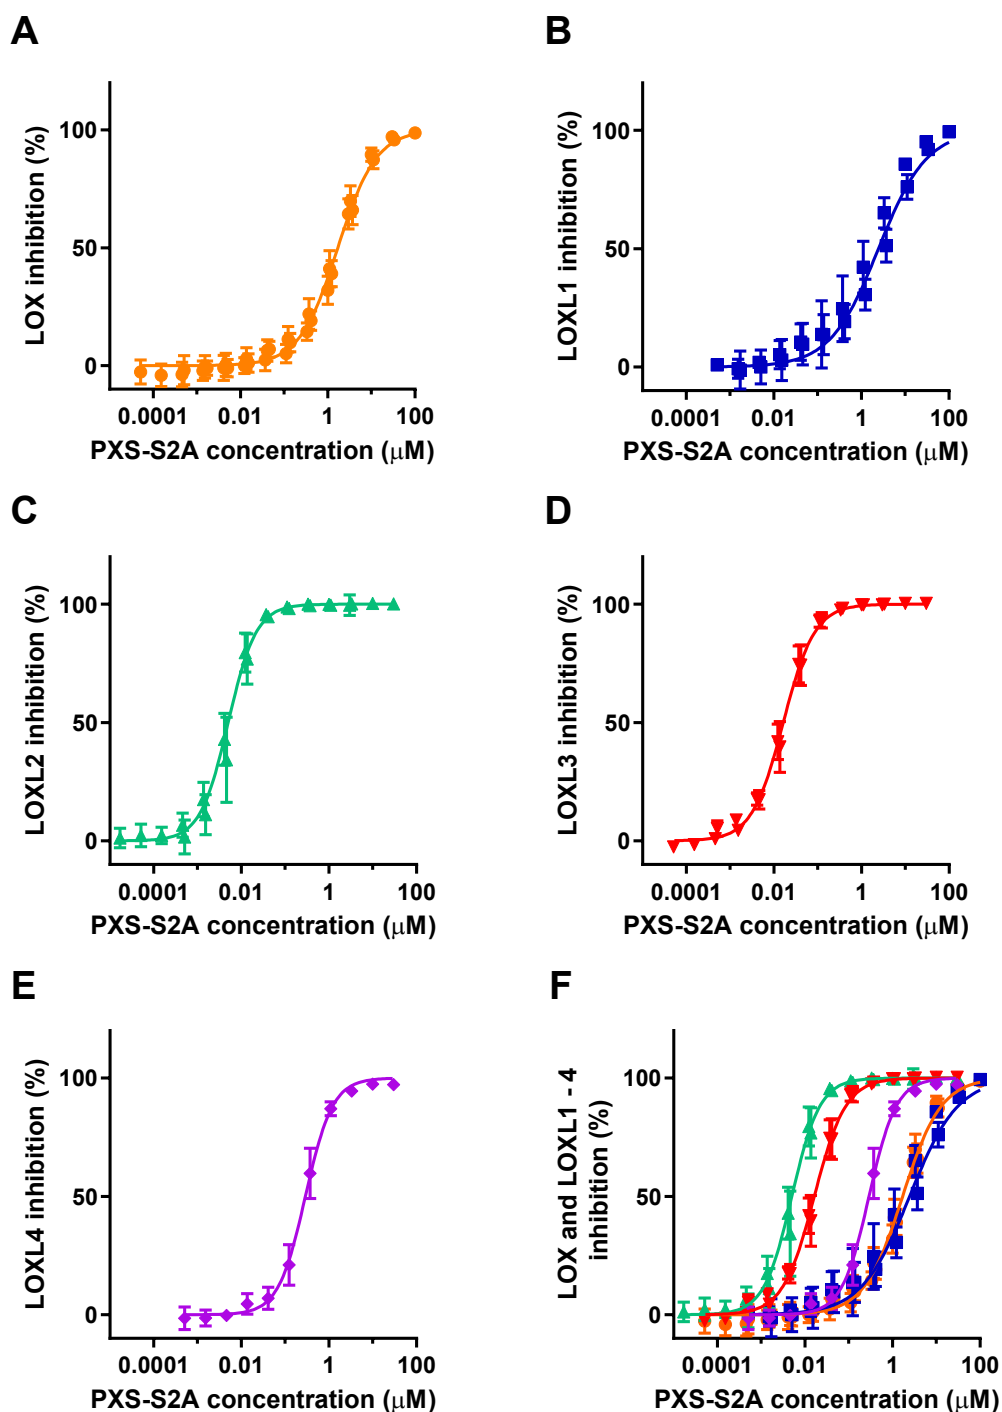 A
LOX inhibition (%)
100
50
0
0.0001 0.01 1 100
PXS-S2A concentration (μM)
B
LOXL1 inhibition (%)
100
50
0
0.0001 0.01 1 100
PXS-S2A concentration (μM)
C
LOXL2 inhibition (%)
100
50
0
0.0001 0.01 1 100
PXS-S2A concentration (μM)
D
LOXL3 inhibition (%)
100
50
0
0.0001 0.01 1 100
PXS-S2A concentration (μM)
E
LOXL4 inhibition (%)
100
50
0
0.0001 0.01 1 100
PXS-S2A concentration (μM)
F
LOX and LOXL1 - 4
inhibition (%)
100
50
0
0.0001 0.01 1 100
PXS-S2A concentration (μM)